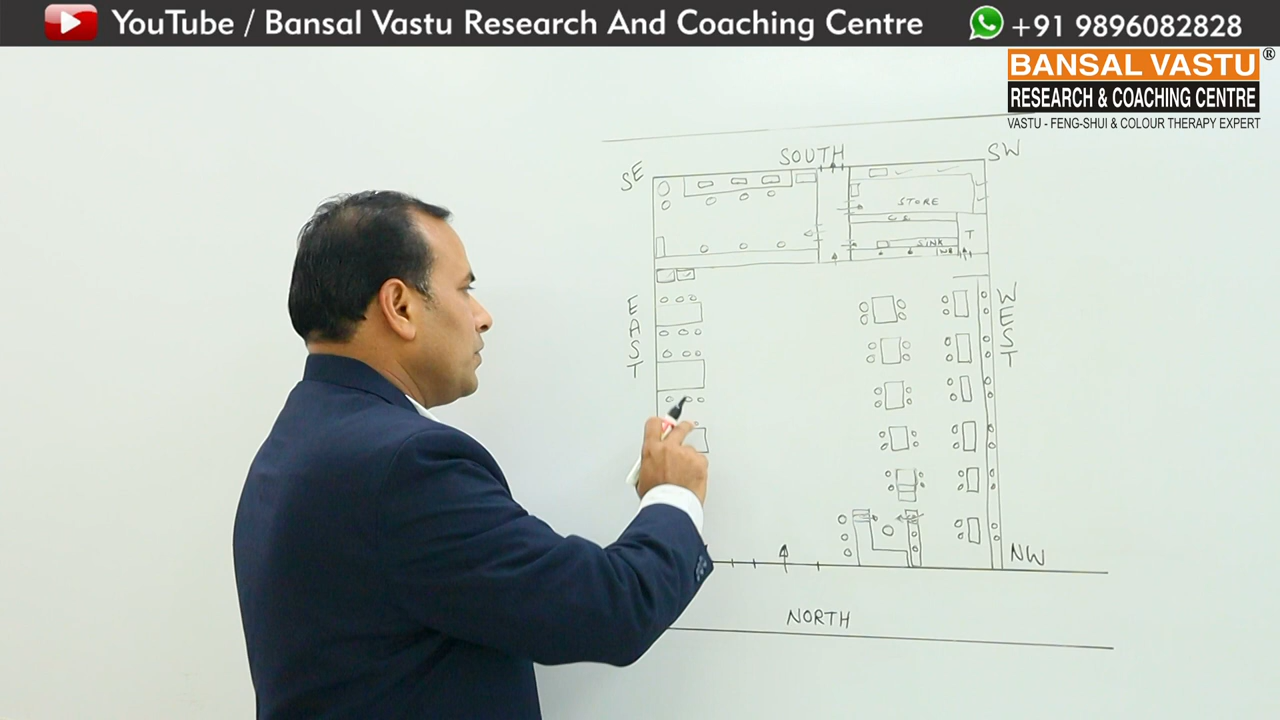 YouTube / Bansal Vastu Research And Coaching Centre
+91 9896082828
BANSAL VASTU®
RESEARCH & COACHING CENTRE
VASTU - FENG-SHUI & COLOUR THERAPY EXPERT
SE
SOUTH
SW
STORE
SINK
T
EAST
WEST
NW
NORTH